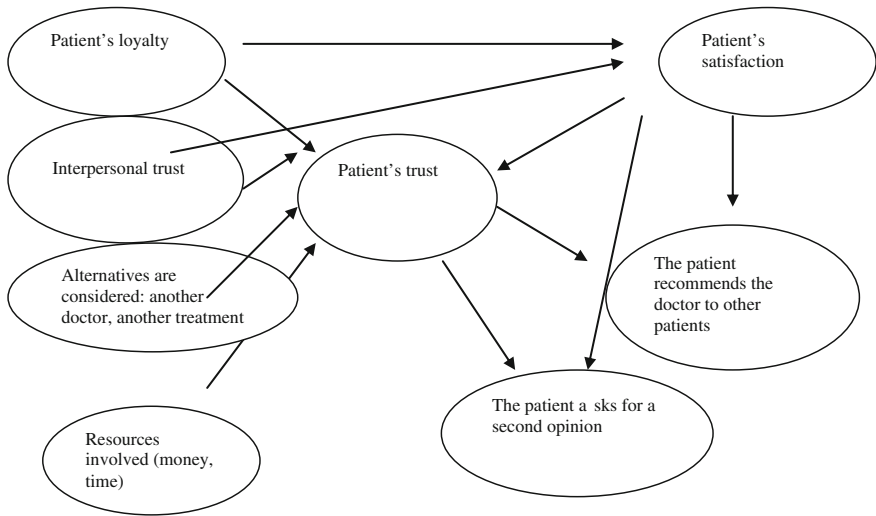 Patient's loyalty
Patient's
satisfaction
Interpersonal trust
Patient's trust
Alternatives are
considered: another
doctor, another treatment
The patient
recommends the
doctor to other
patients
The patient a sks for a
second opinion
Resources
involved (money,
time)